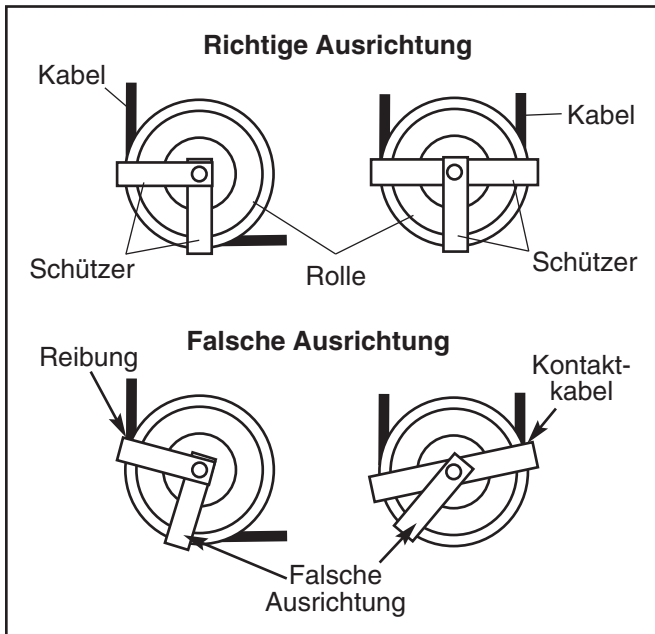 Richtige Ausrichtung
Kabel
Kabel
Schützer
Rolle
Schützer
Falsche Ausrichtung
Reibung
Kontakt-
kabel
Falsche
Ausrichtung